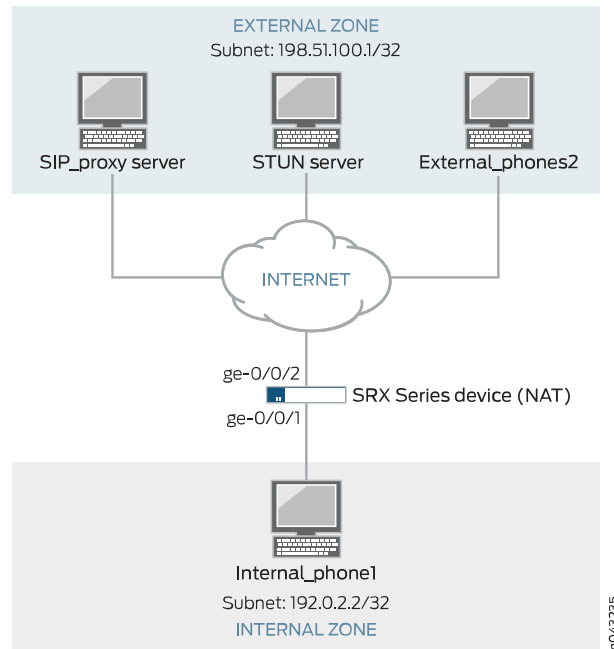 EXTERNAL ZONE
Subnet: 198.51.100.1/32
SIP_proxy server
STUN server
External_phones2
INTERNET
ge-0/0/2
SRX Series device (NAT)
ge-0/0/1
Internal_phone1
Subnet: 192.0.2.2/32
INTERNAL ZONE
g043235